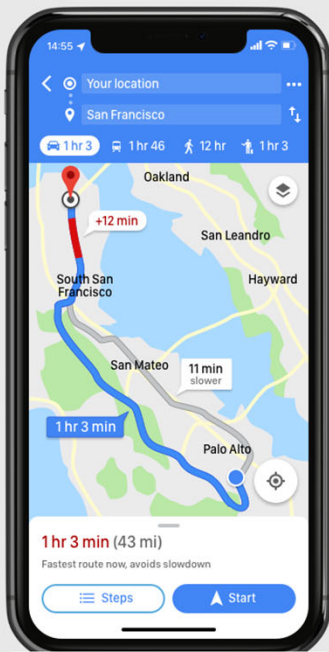 14:55
Your location
San Francisco
1 hr 3 1 hr 46 12 hr 1 hr 3
Oakland
+12 min
San Leandro
South San
Francisco
Hayward
San Mateo
11 min
slower
1 hr 3 min
Palo Alto
1 hr 3 min (43 mi)
Fastest route now, avoids slowdown
Steps Start